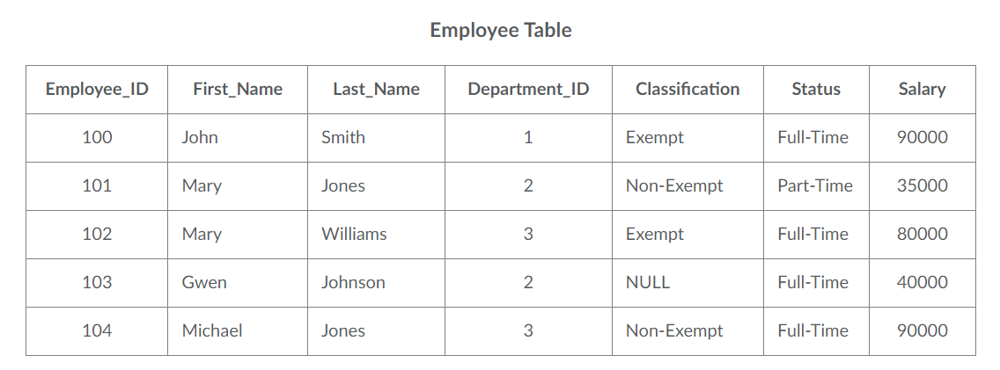 Employee Table
Employee_ID First_Name Last_Name Department_ID Classification Status Salary
100 John Smith 1 Exempt Full-Time 90000
101 Mary Jones 2 Non-Exempt Part-Time 35000
102 Mary Williams 3 Exempt Full-Time 80000
103 Gwen Johnson 2 NULL Full-Time 40000
104 Michael Jones 3 Non-Exempt Full-Time 90000